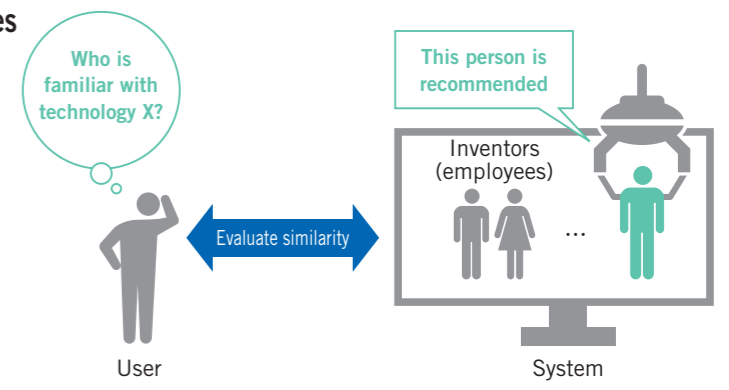 es
Who is
familiar with
technology X?
This person is
recommended
Inventors
(employees)
...
Evaluate similarity
User
System